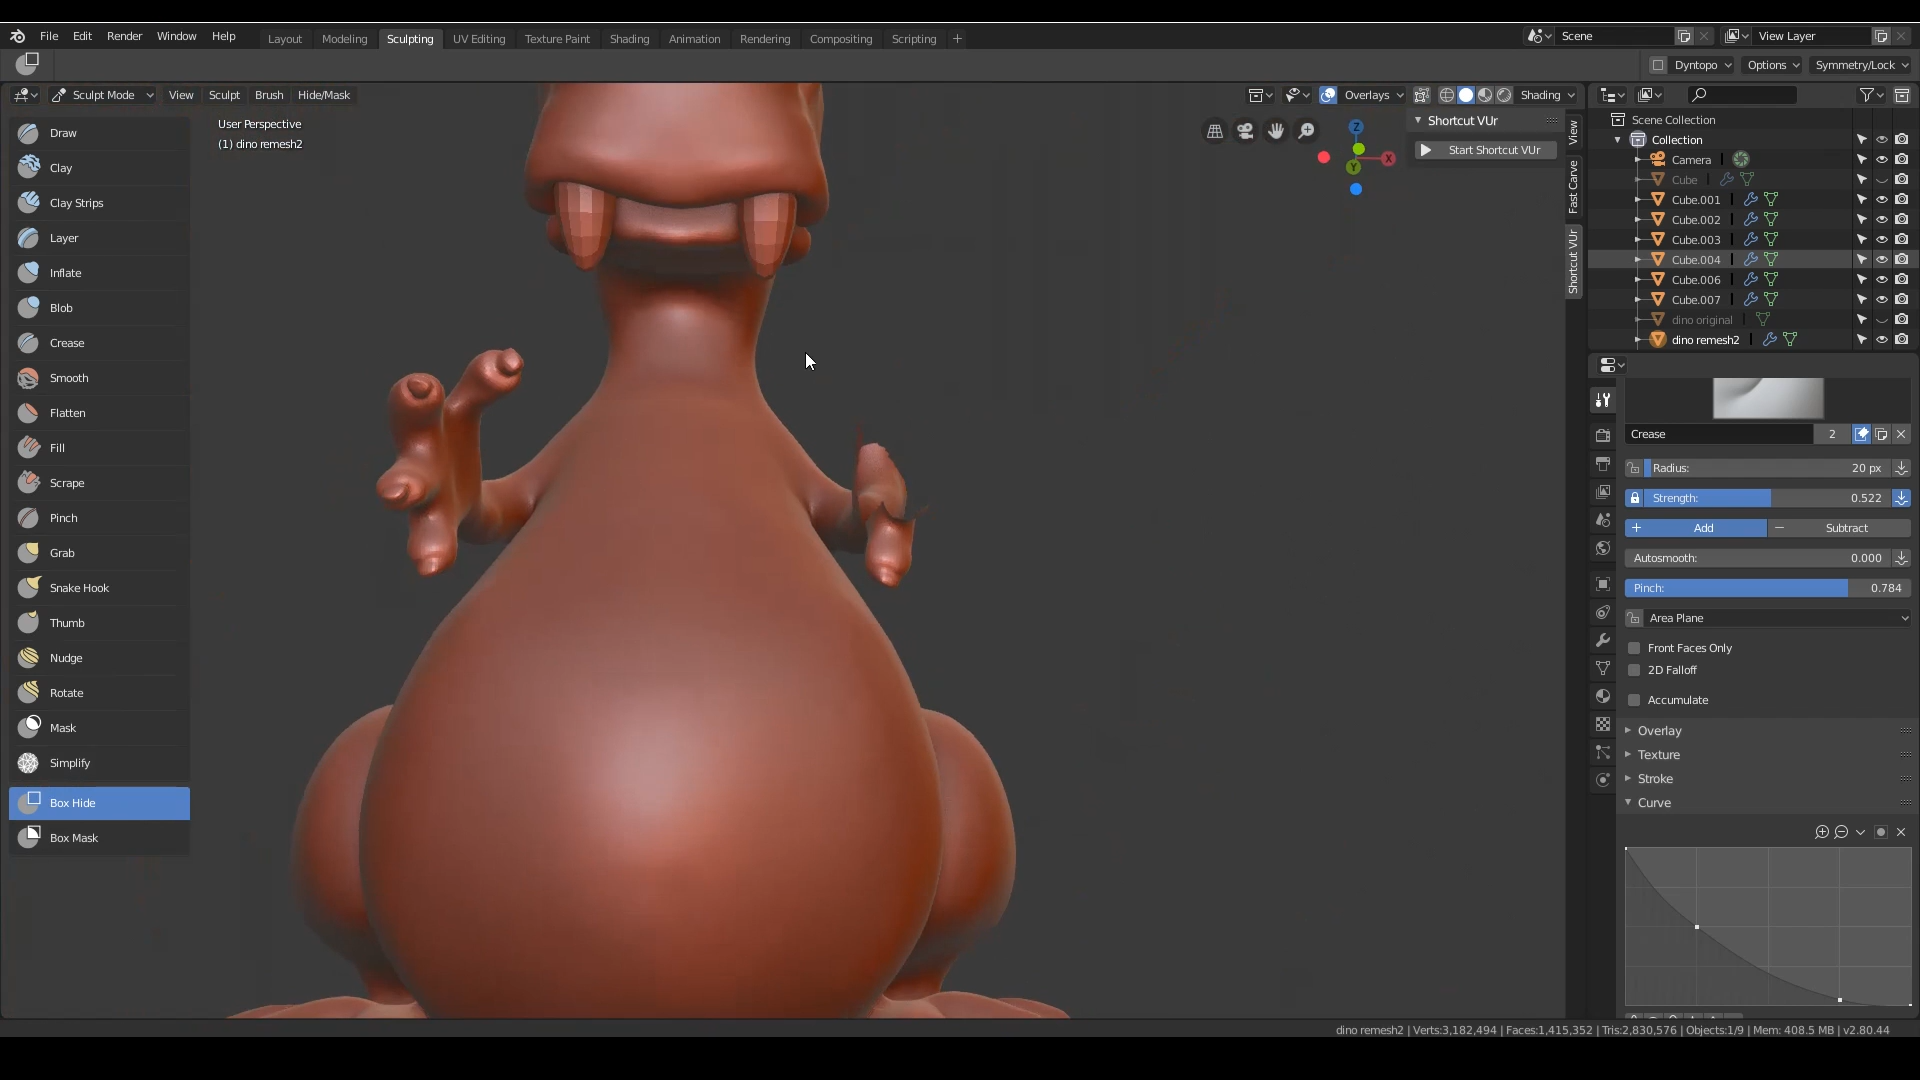 File Edit Render Window Help Layout Modeling Sculpting UV Editing Texture Paint Shading Animation Rendering Compositing Scripting + Scene View Layer
Dyntopo Options Symmetry/Lock
Sculpt Mode View Sculpt Brush Hide/Mask Overlays Shading
User Perspective
(1) dino remesh2
Draw
Clay
Clay Strips
Layer
Inflate
Blob
Crease
Smooth
Flatten
Fill
Scrape
Pinch
Grab
Snake Hook
Thumb
Nudge
Rotate
Mask
Simplify
Box Hide
Box Mask
Z
Y
X
Shortcut VUr
Start Shortcut VUr
View
Fast Carve
Shortcut VUr
Scene Collection
Collection
Camera
Cube
Cube.001
Cube.002
Cube.003
Cube.004
Cube.006
Cube.007
dino original
dino remesh2
Crease 2
Radius: 20 px
Strength: 0.522
Add Subtract
Autosmooth: 0.000
Pinch: 0.784
Area Plane
Front Faces Only
2D Falloff
Accumulate
Overlay
Texture
Stroke
Curve
dino remesh2 | Verts:3,182,494 | Faces:1,415,352 | Tris:2,830,576 | Objects:1/9 | Mem: 408.5 MB | v2.80.44